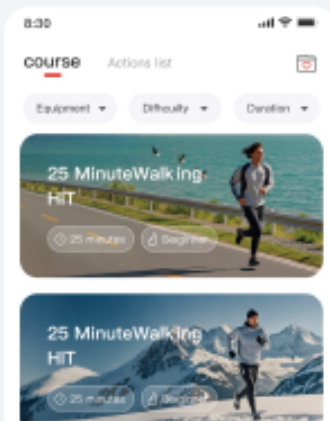 8:30
course Actions list
Equipment Difficulty Duration
25 MinuteWalking
HIT
25 minutes Beginner
25 MinuteWalking
HIT
25 minutes Beginner